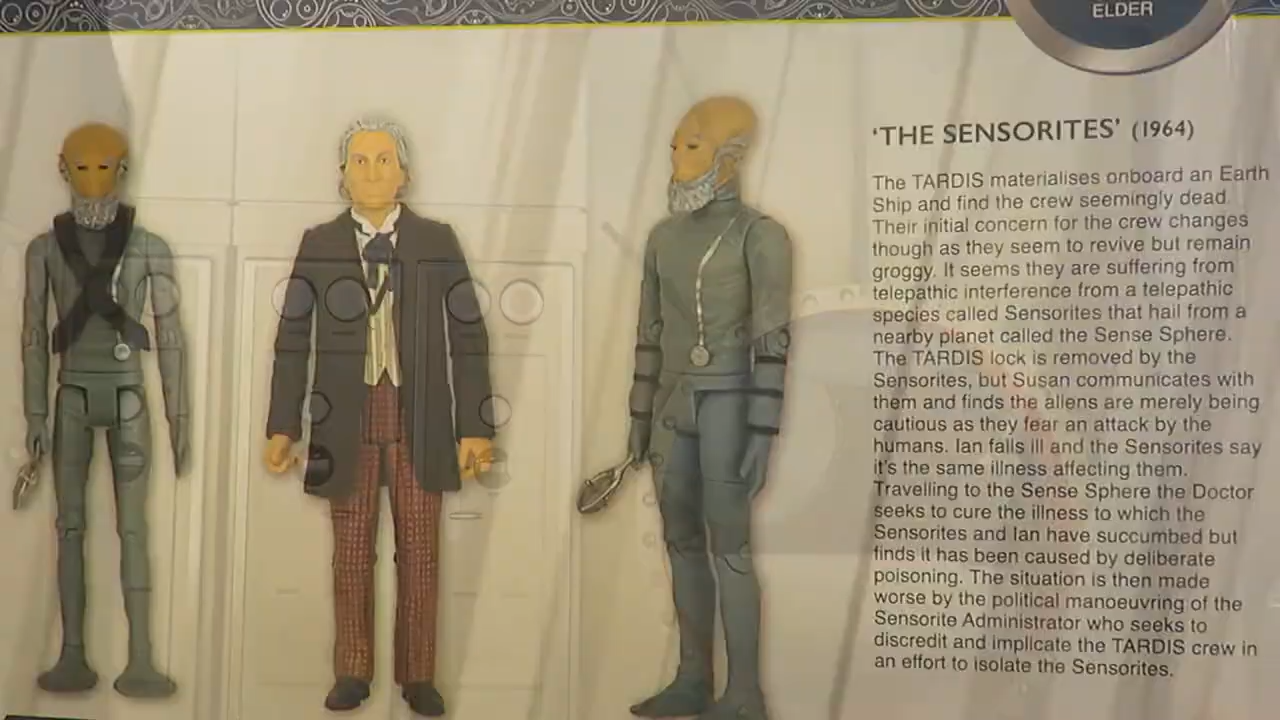 ELDER
'THE SENSORITES' (1964)
The TARDIS materialises onboard an Earth
Ship and find the crew seemingly dead.
Their initial concern for the crew changes
though as they seem to revive but remain
groggy. It seems they are suffering from
telepathic interference from a telepathic
species called Sensorites that hail from a
nearby planet called the Sense Sphere.
The TARDIS lock is removed by the
Sensorites, but Susan communicates with
them and finds the aliens are merely being
cautious as they fear an attack by the
humans. Ian falls ill and the Sensorites say
it's the same illness affecting them.
Travelling to the Sense Sphere the Doctor
seeks to cure the illness to which the
Sensorites and Ian have succumbed but
finds it has been caused by deliberate
poisoning. The situation is then made
worse by the political manoeuvring of the
Sensorite Administrator who seeks to
discredit and implicate the TARDIS crew in
an effort to isolate the Sensorites.